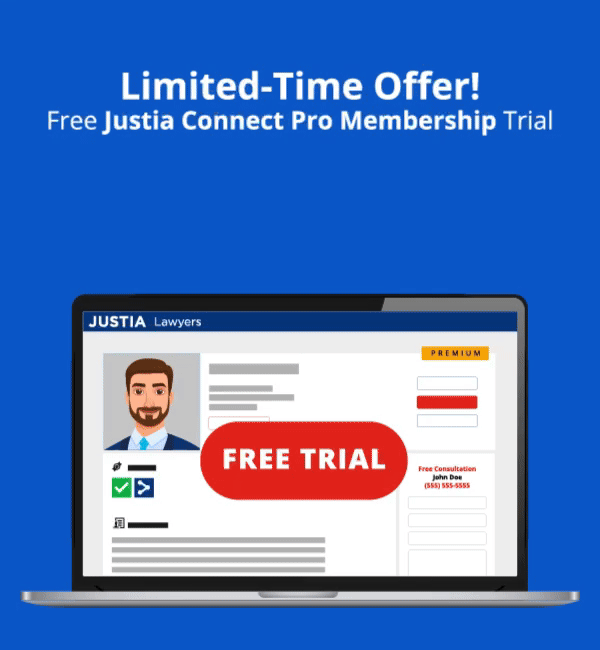 Limited-Time Offer!
Free Justia Connect Pro Membership Trial
JUSTIA Lawyers
PREMIUM
FREE TRIAL
Free Consultation
John Doe
(555) 555-5555